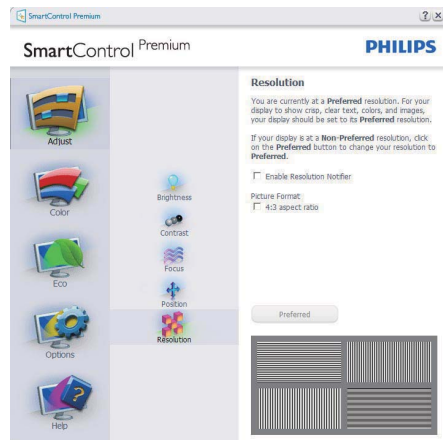 SmartControl Premium
SmartControl Premium
PHILIPS
Adjust
Color
Eco
Options
Help
Brightness
Contrast
Focus
Position
Resolution
Resolution
You are currently at a Preferred resolution. For your
display to show crisp, clear text, colors, and images,
your display should be set to its Preferred resolution.
If your display is at a Non-Preferred resolution, click
on the Preferred button to change your resolution to
Preferred.
Enable Resolution Notifier
Picture Format
4:3 aspect ratio
Preferred